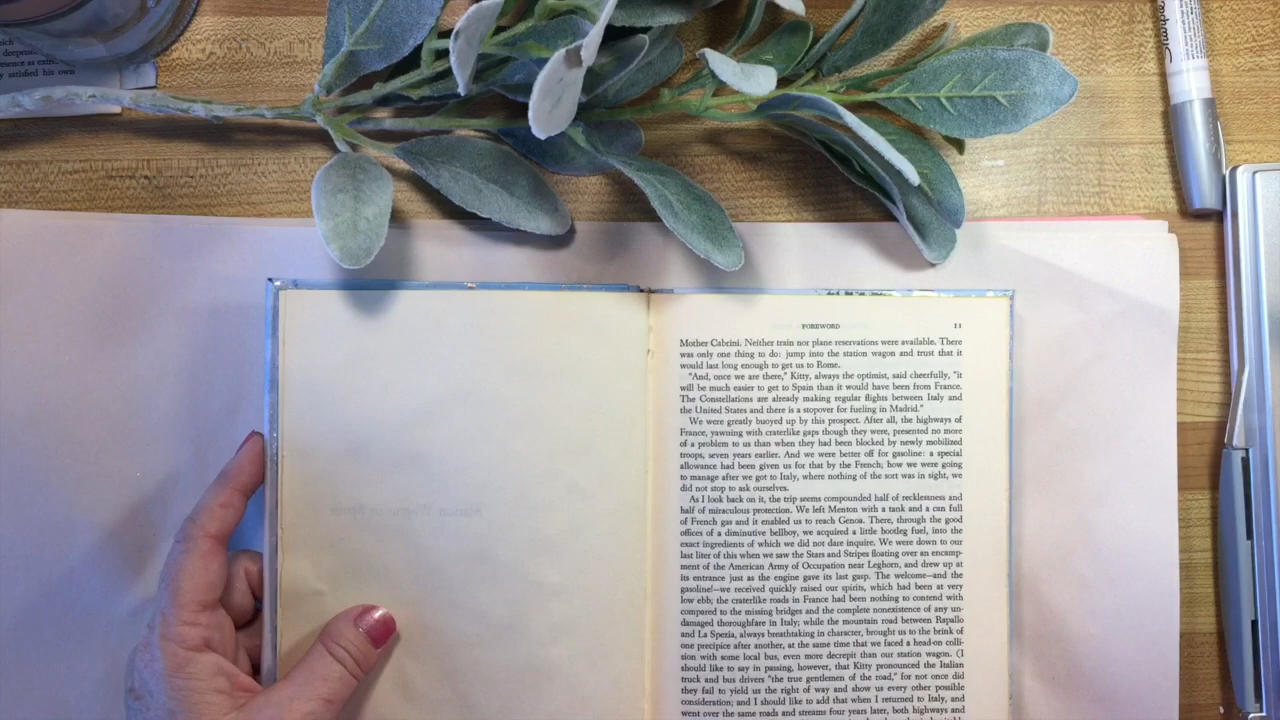 deepens
esence as
y satisfied his own
FOREWORD 11
Mother Cabrini. Neither train nor plane reservations were available. There
was only one thing to do: jump into the station wagon and trust that it
would last long enough to get us to Rome.
"And, once we are there," Kitty, always the optimist, said cheerfully, "it
will be much easier to get to Spain than it would have been from France.
The Constellations are already making regular flights between Italy and
the United States and there is a stopover for fueling in Madrid."
We were greatly buoyed up by this prospect. After all, the highways of
France, yawning with craterlike gaps though they were, presented no more
of a problem to us than when they had been blocked by newly mobilized
troops, seven years earlier. And we were better off for gasoline: a special
allowance had been given us for that by the French; how we were going
to manage after we got to Italy, where nothing of the sort was in sight, we
did not stop to ask ourselves.
As I look back on it, the trip seems compounded half of recklessness and
half of miraculous protection. We left Menton with a tank and a can full
of French gas and it enabled us to reach Genoa. There, through the good
offices of a diminutive bellboy, we acquired a little bootleg fuel, into the
exact ingredients of which we did not dare inquire. We were down to our
last liter of this when we saw the Stars and Stripes floating over an encamp-
ment of the American Army of Occupation near Leghorn, and drew up at
its entrance just as the engine gave its last gasp. The welcome—and the
gasoline!—we received quickly raised our spirits, which had been at very
low ebb; the craterlike roads in France had been nothing to contend with
compared to the missing bridges and the complete nonexistence of any un-
damaged thoroughfare in Italy; while the mountain road between Rapallo
and La Spezia, always breathtaking in character, brought us to the brink of
one precipice after another, at the same time that we faced a head-on colli-
sion with some local bus, even more decrepit than our station wagon. (I
should like to say in passing, however, that Kitty pronounced the Italian
truck and bus drivers "the true gentlemen of the road," for not once did
they fail to yield us the right of way and show us every other possible
consideration; and I should like to add that when I returned to Italy, and
went over the same roads and streams four years later, both highways and